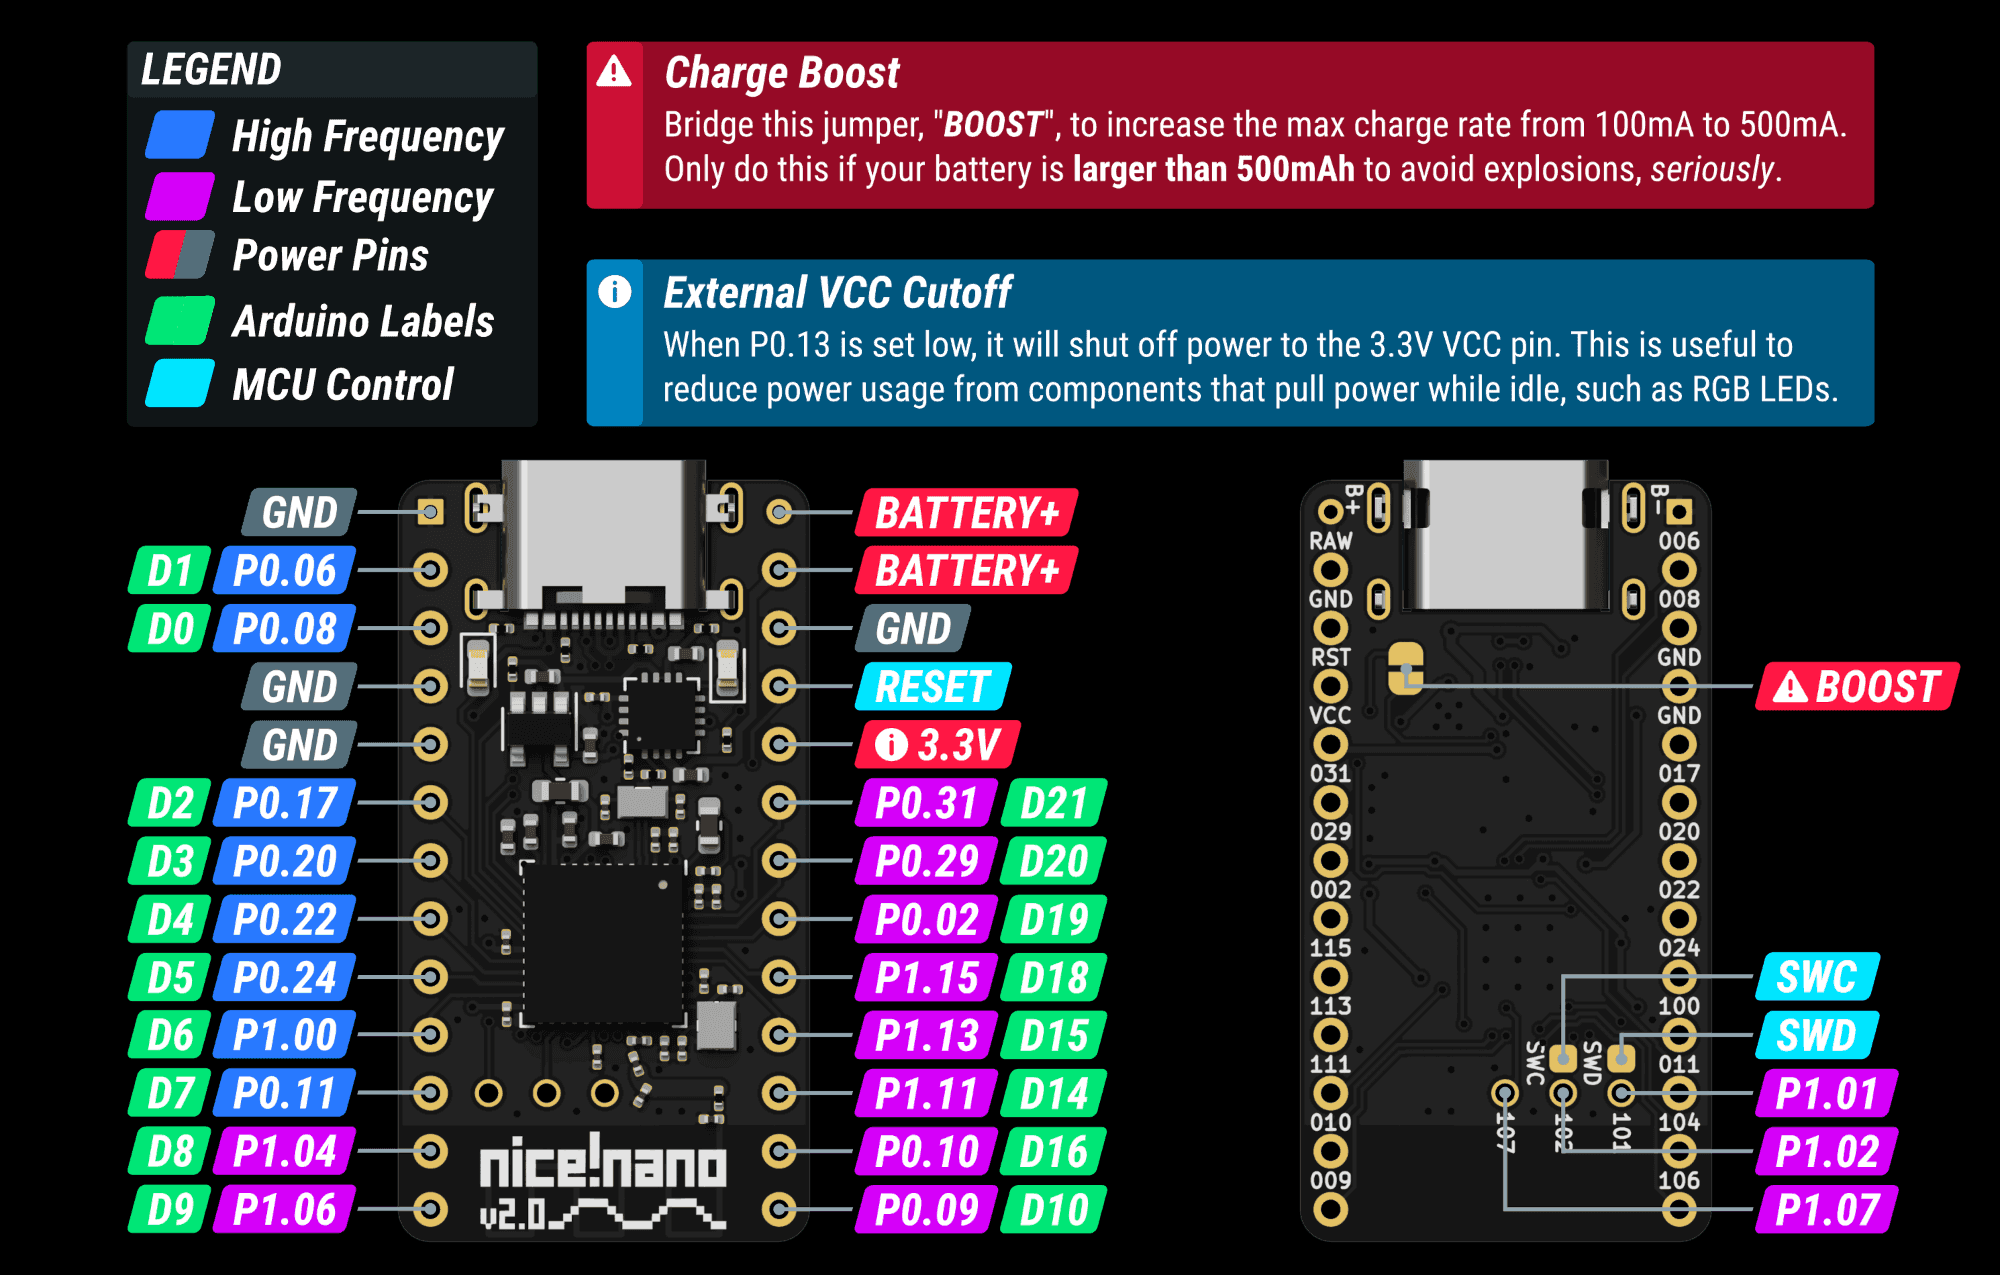 LEGEND
High Frequency
Low Frequency
Power Pins
Arduino Labels
MCU Control
Charge Boost
Bridge this jumper, "BOOST", to increase the max charge rate from 100mA to 500mA.
Only do this if your battery is larger than 500mAh to avoid explosions, seriously.
External VCC Cutoff
When P0.13 is set low, it will shut off power to the 3.3V VCC pin. This is useful to
reduce power usage from components that pull power while idle, such as RGB LEDs.
GND
D1 P0.06
D0 P0.08
GND
GND
D2 P0.17
D3 P0.20
D4 P0.22
D5 P0.24
D6 P1.00
D7 P0.11
D8 P1.04
D9 P1.06
nice!nano
v2.0
BATTERY+
BATTERY+
GND
RESET
3.3V
P0.31 D21
P0.29 D20
P0.02 D19
P1.15 D18
P1.13 D15
P1.11 D14
P0.10 D16
P0.09 D10
B+
RAW
GND
RST
VCC
031
029
002
115
113
111
010
009
B-
006
008
GND
GND
017
020
022
024
100
011
104
106
SWC
SWD
107
102
101
BOOST
SWC
SWD
P1.01
P1.02
P1.07